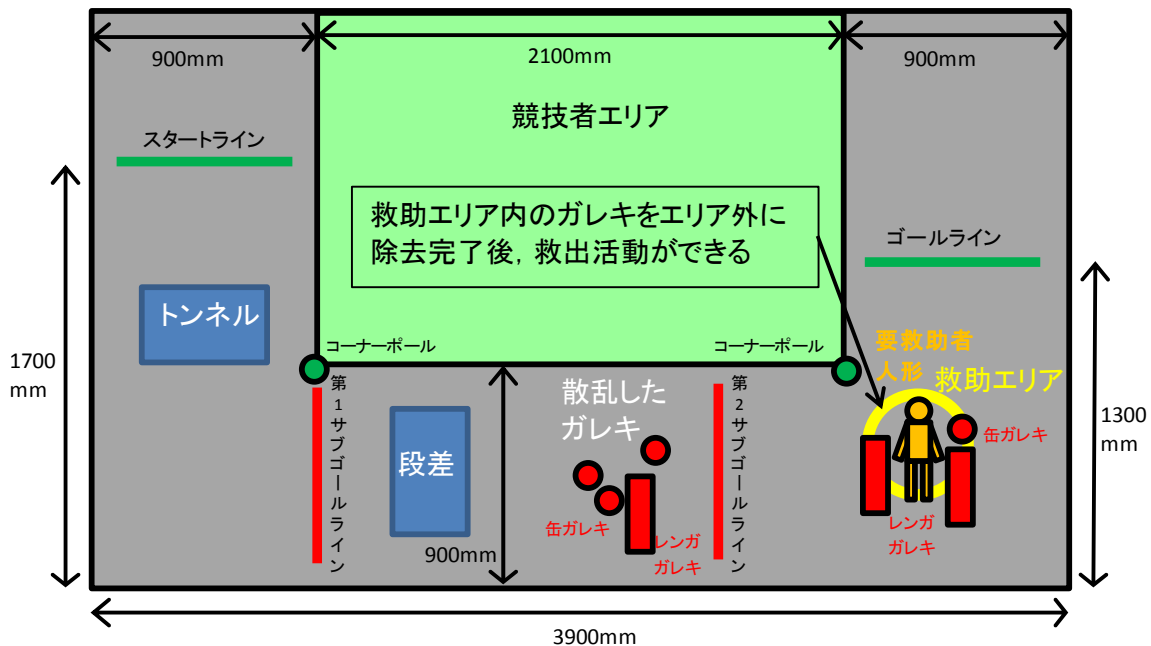 900mm
2100mm
900mm
競技者エリア
スタートライン
救助エリア内のガレキをエリア外に
除去完了後，救出活動ができる
ゴールライン
トンネル
コーナーポール
コーナーポール
要救助者
人形
救助エリア
1700
mm
第1サブゴールライン
段差
散乱した
ガレキ
第2サブゴールライン
缶ガレキ
1300
mm
缶ガレキ
レンガ
ガレキ
レンガ
ガレキ
900mm
3900mm